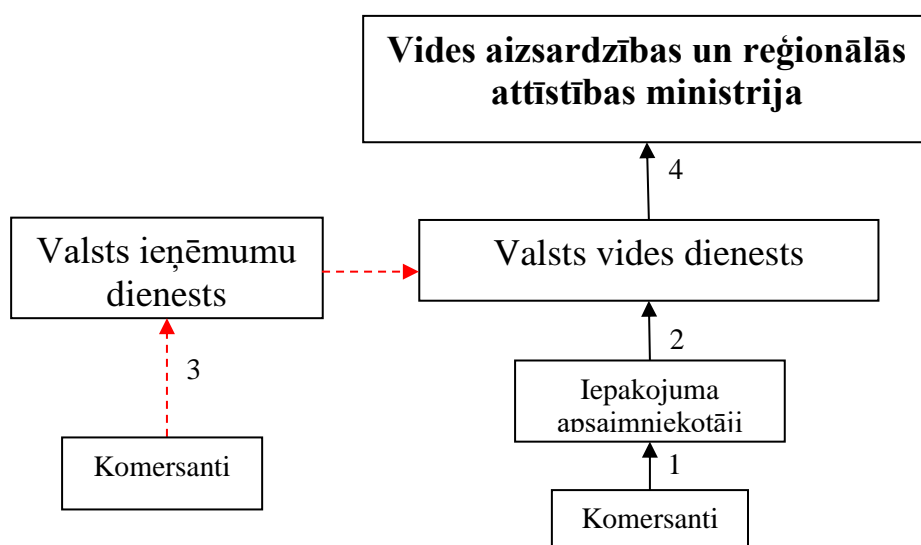 Vides aizsardzības un reģionālās
attīstības ministrija
4
Valsts ieņēmumu
dienests
Valsts vides dienests
3
2
Iepakojuma
apsaimniekotāji
Komersanti
1
Komersanti